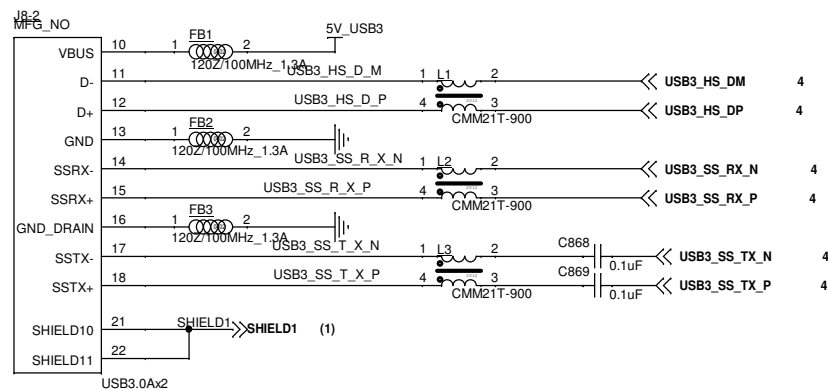 J8-2
MFG_NO
FB1
5V_USB3
VBUS 10 1 2
120Z/100MHz_1.3A
D- 11 USB3_HS_D_M 1 L1 2 USB3_HS_DM 4
D+ 12 USB3_HS_D_P 4 3 USB3_HS_DP 4
CMM21T-900
GND 13 1 FB2 2
120Z/100MHz_1.3A
SSRX- 14 USB3_SS_R_X_N 1 L2 2 USB3_SS_RX_N 4
SSRX+ 15 USB3_SS_R_X_P 4 3 USB3_SS_RX_P 4
CMM21T-900
GND_DRAIN 16 1 FB3 2
120Z/100MHz_1.3A
SSTX- 17 USB3_SS_T_X_N 1 L3 2 C868 0.1uF USB3_SS_TX_N 4
SSTX+ 18 USB3_SS_T_X_P 4 3 C869 0.1uF USB3_SS_TX_P 4
CMM21T-900
SHIELD10 21 SHIELD1 SHIELD1 (1)
SHIELD11 22
USB3.0Ax2